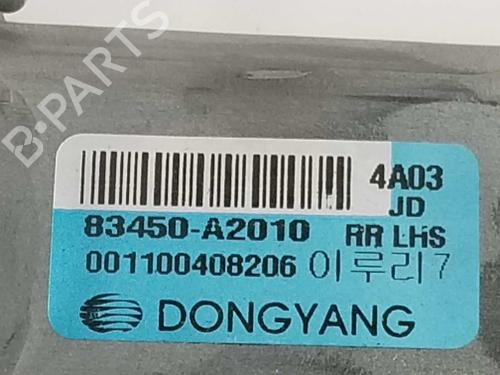 B-PARTS
4A03
JD
83450-A2010 RR LHS
001100408206 이루리7
DONGYANG